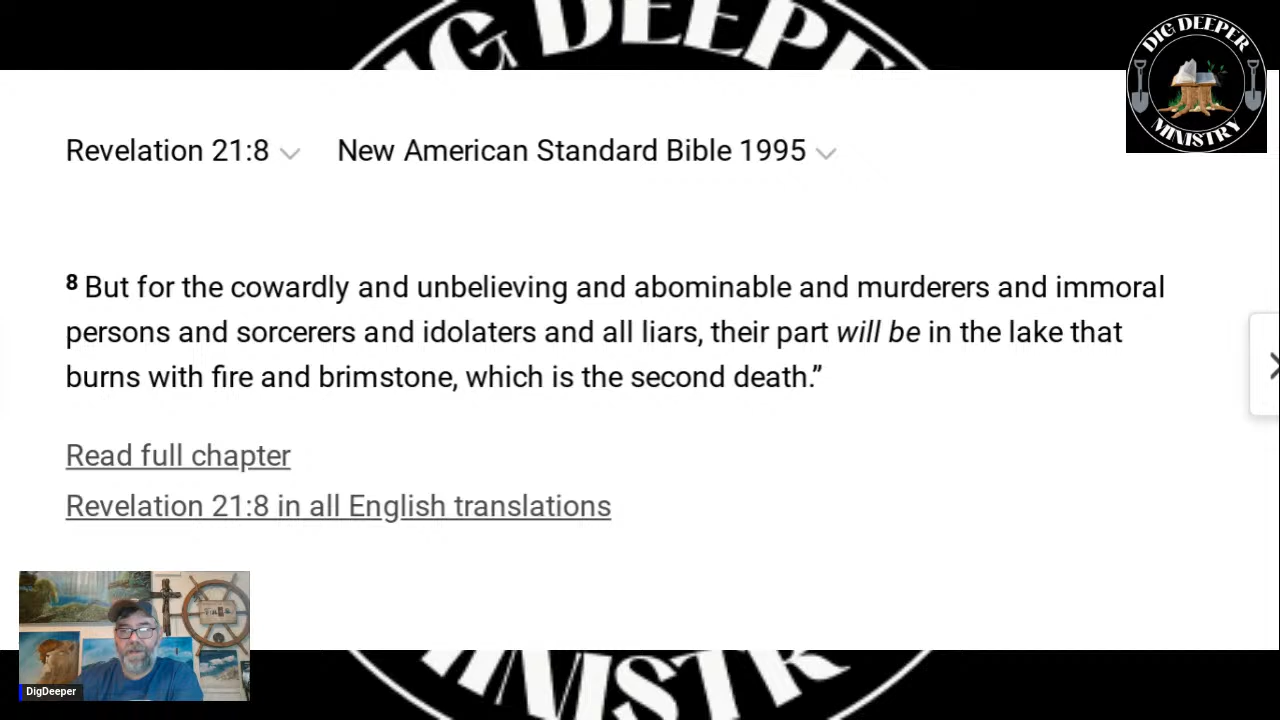 DIG DEEPER
DIG DEEPER
MINISTRY
Revelation 21:8
New American Standard Bible 1995
8 But for the cowardly and unbelieving and abominable and murderers and immoral
persons and sorcerers and idolaters and all liars, their part will be in the lake that
burns with fire and brimstone, which is the second death.”
Read full chapter
Revelation 21:8 in all English translations
DigDeeper